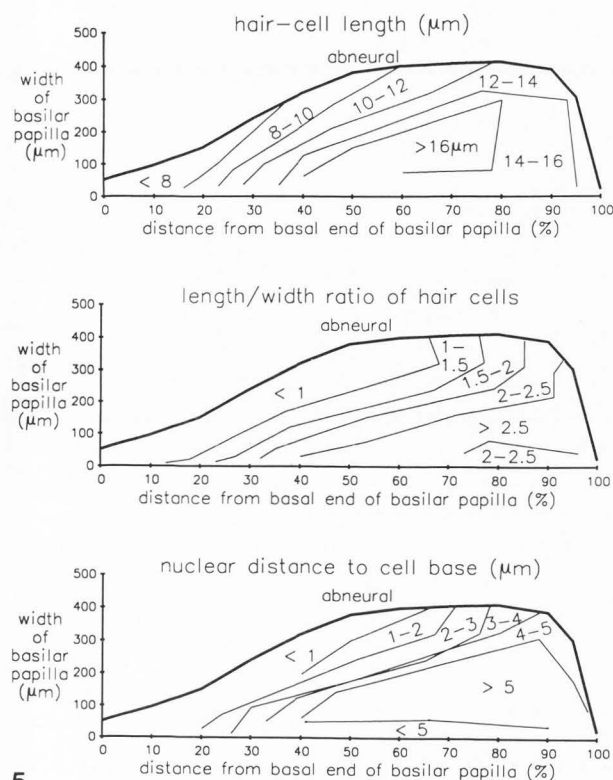 hair-cell length (μm)
abneural
width
of
basilar
papilla
(μm)
500
400
300
200
100
0
< 8
8-10
10-12
12-14
>16μm
14-16
0 10 20 30 40 50 60 70 80 90 100
distance from basal end of basilar papilla (%)
length/width ratio of hair cells
abneural
width
of
basilar
papilla
(μm)
500
400
300
200
100
0
< 1
1-
1.5
1.5-2
2-2.5
> 2.5
2-2.5
0 10 20 30 40 50 60 70 80 90 100
distance from basal end of basilar papilla (%)
nuclear distance to cell base (μm)
abneural
width
of
basilar
papilla
(μm)
500
400
300
200
100
0
< 1
1-2
2-3
3-4
4-5
> 5
< 5
0 10 20 30 40 50 60 70 80 90 100
distance from basal end of basilar papilla (%)